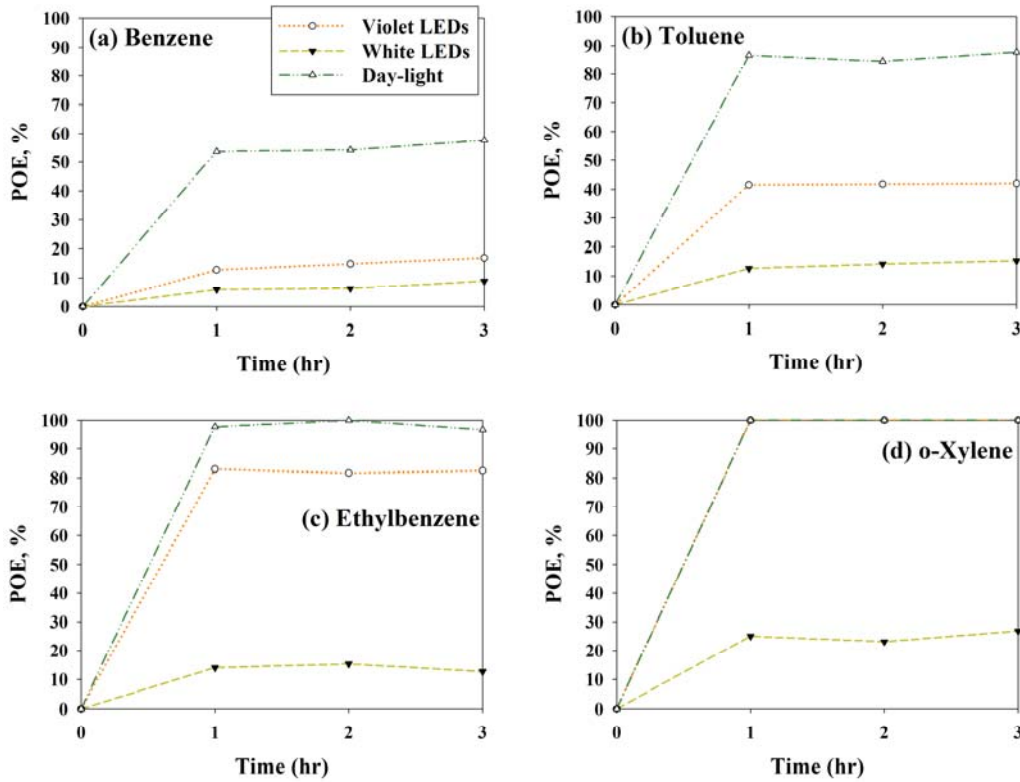 (a) Benzene
Violet LEDs
White LEDs
Day-light
POE, %
100
90
80
70
60
50
40
30
20
10
0
0 1 2 3
Time (hr)
(b) Toluene
POE, %
100
90
80
70
60
50
40
30
20
10
0
0 1 2 3
Time (hr)
(c) Ethylbenzene
POE, %
100
90
80
70
60
50
40
30
20
10
0
0 1 2 3
Time (hr)
(d) o-Xylene
POE, %
100
90
80
70
60
50
40
30
20
10
0
0 1 2 3
Time (hr)